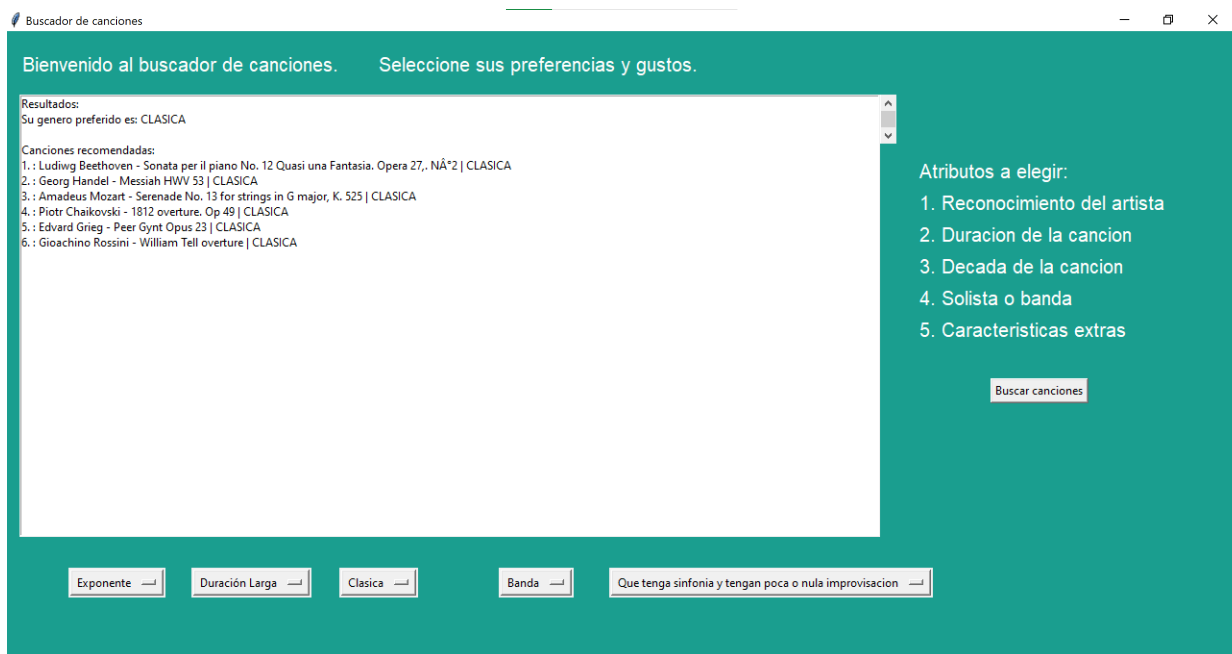 Buscador de canciones
Bienvenido al buscador de canciones. Seleccione sus preferencias y gustos.
Resultados:
Su genero preferido es: CLASICA
Canciones recomendadas:
1. : Ludiwg Beethoven - Sonata per il piano No. 12 Quasi una Fantasia. Opera 27,. NÂ°2 | CLASICA
2. : Georg Handel - Messiah HWV 53 | CLASICA
3. : Amadeus Mozart - Serenade No. 13 for strings in G major, K. 525 | CLASICA
4. : Piotr Chaikovski - 1812 overture. Op 49 | CLASICA
5. : Edvard Grieg - Peer Gynt Opus 23 | CLASICA
6. : Gioachino Rossini - William Tell overture | CLASICA
Atributos a elegir:
1. Reconocimiento del artista
2. Duracion de la cancion
3. Decada de la cancion
4. Solista o banda
5. Caracteristicas extras
Buscar canciones
Exponente
Duración Larga
Clasica
Banda
Que tenga sinfonia y tengan poca o nula improvisacion